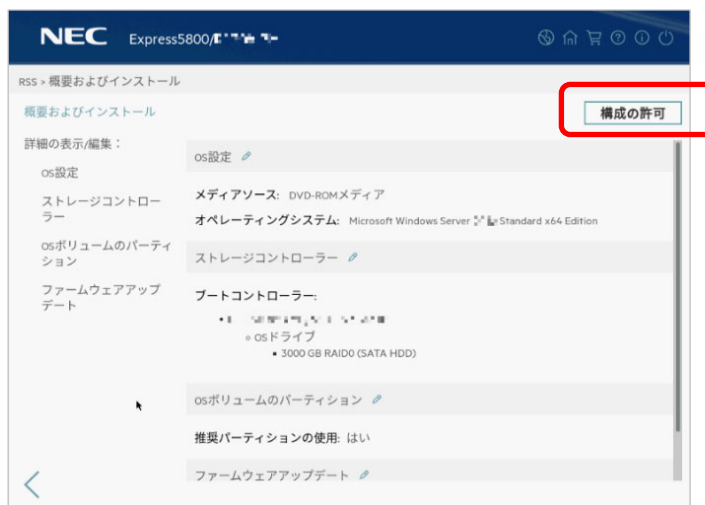 NEC Express5800/
RSS > 概要およびインストール
概要およびインストール
構成の許可
詳細の表示/編集：
OS設定
ストレージコントロー
ラー
OSボリュームのパーティ
ション
ファームウェアアップ
デート
OS設定
メディアソース: DVD-ROMメディア
オペレーティングシステム: Microsoft Windows Server Standard x64 Edition
ストレージコントローラー
ブートコントローラー:
OSドライブ
3000 GB RAID0 (SATA HDD)
OSボリュームのパーティション
推奨パーティションの使用: はい
ファームウェアアップデート